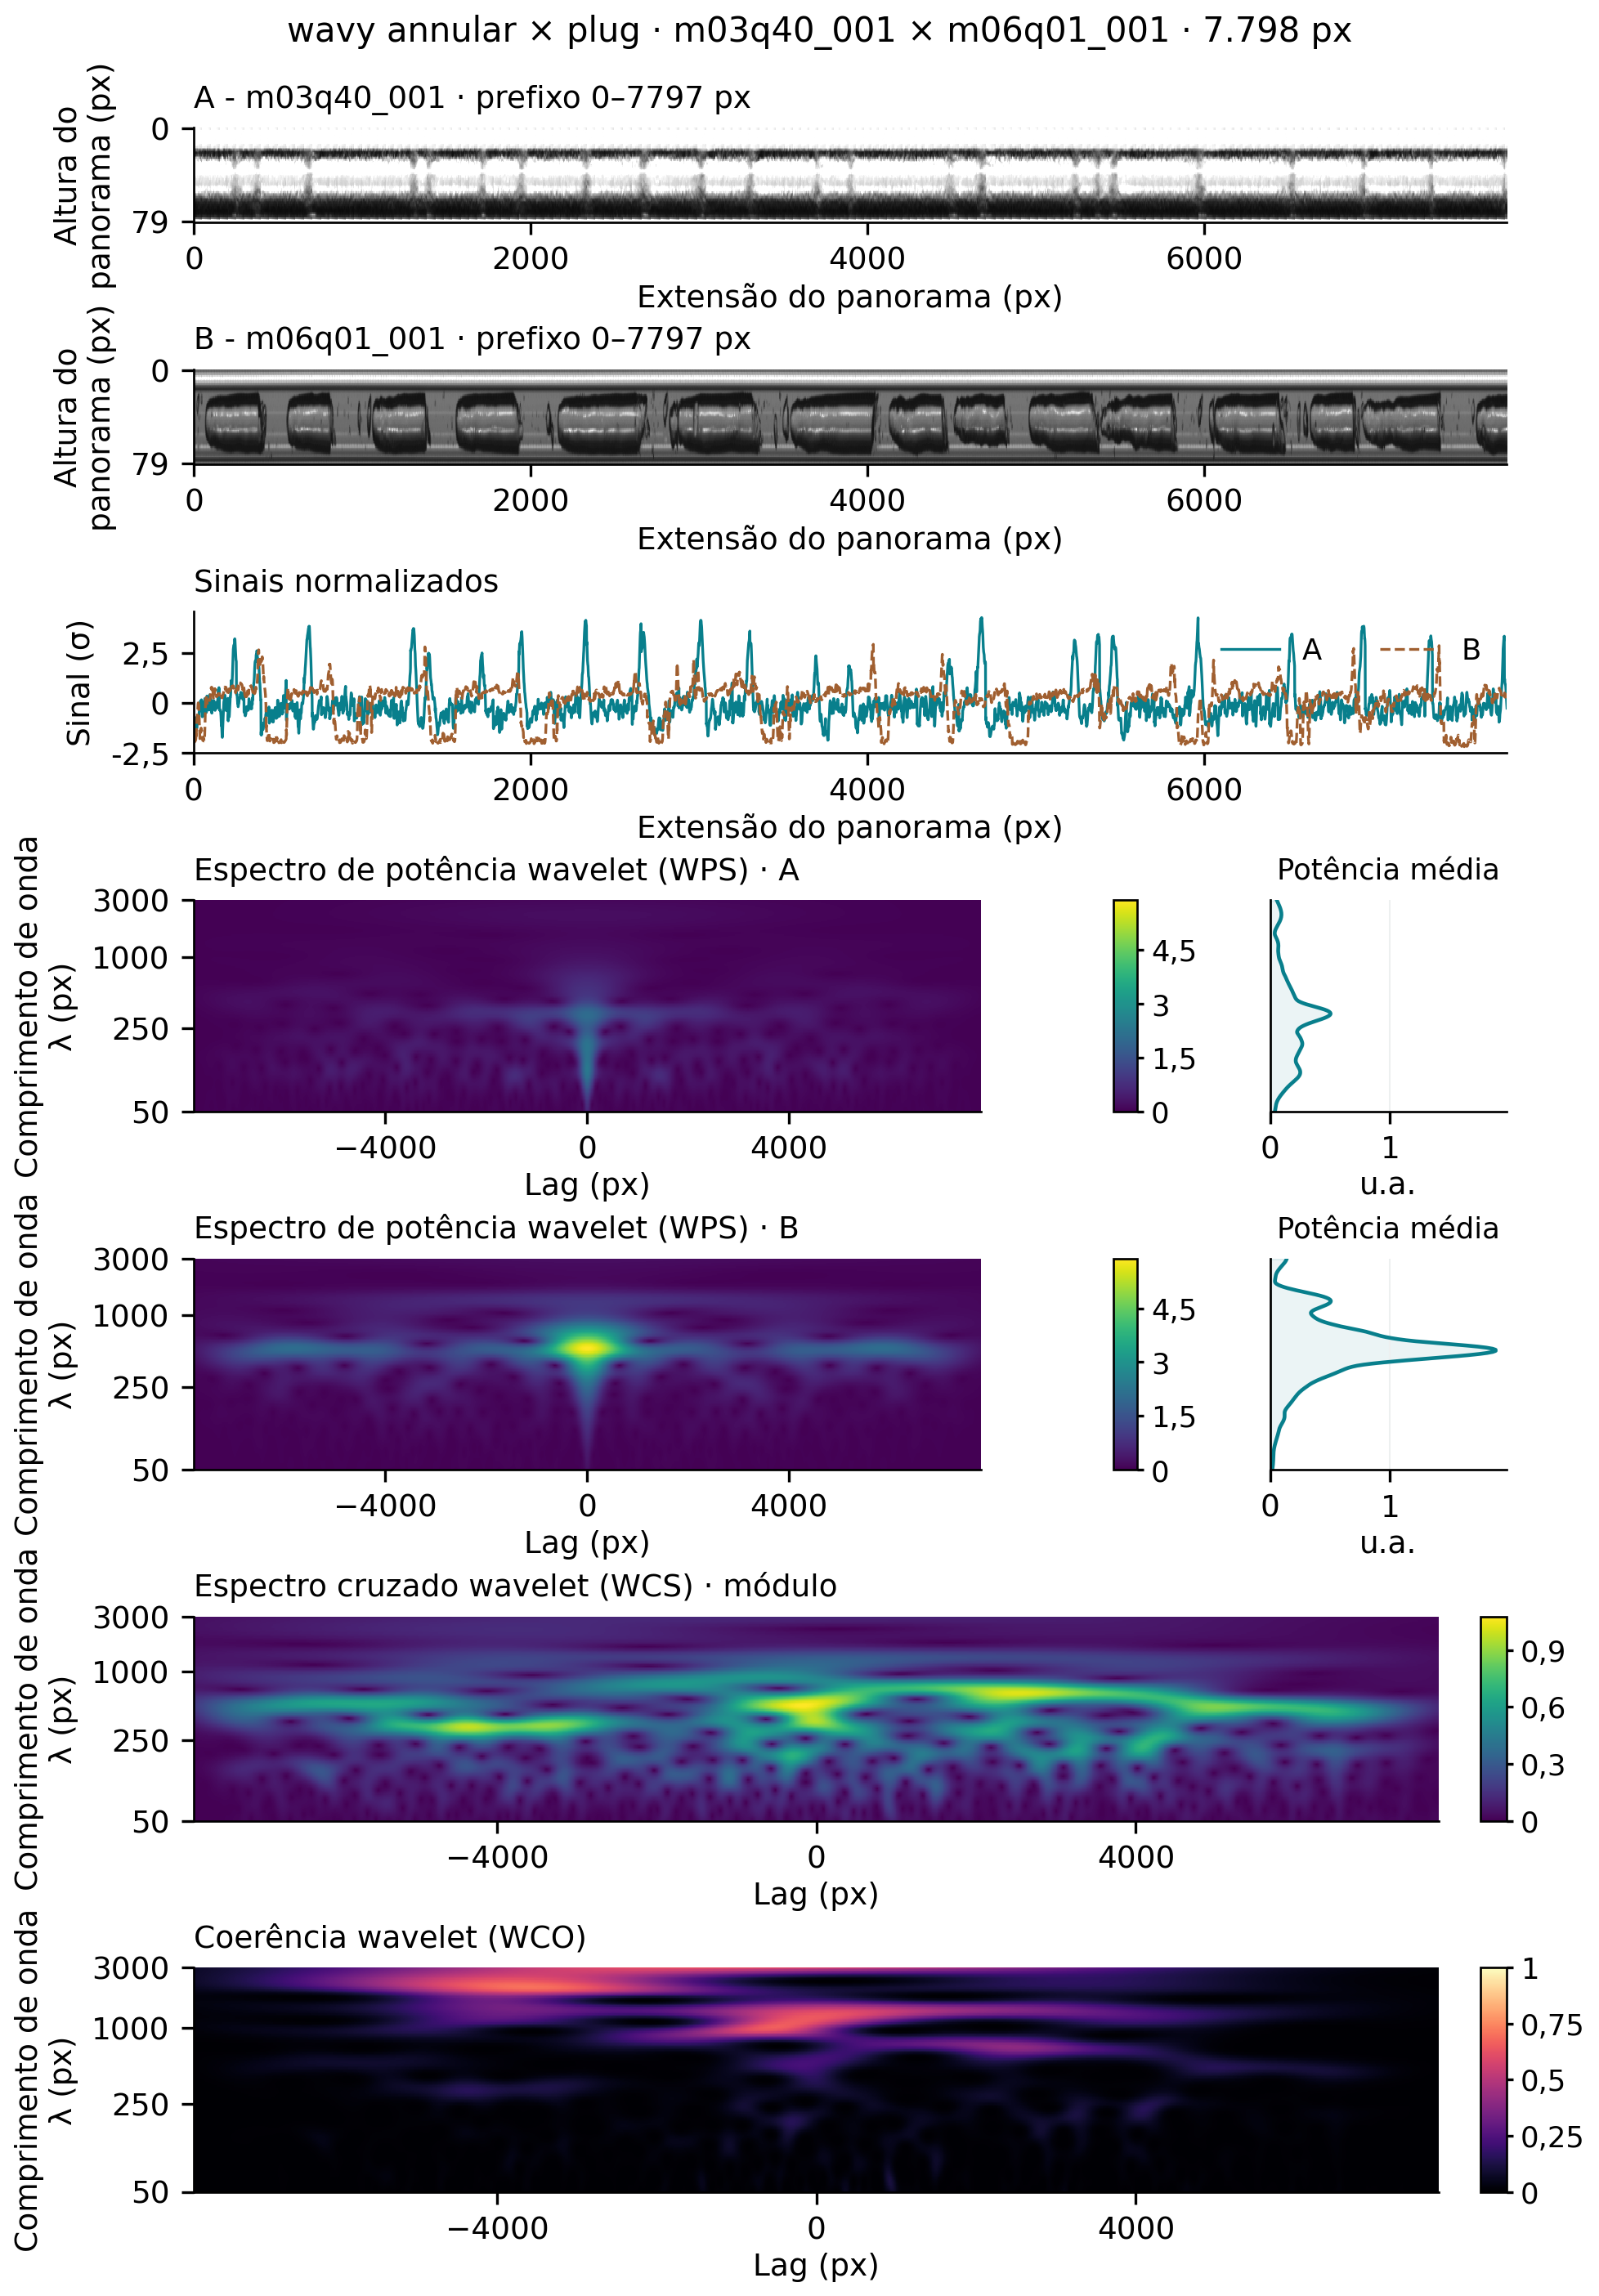 wavy annular × plug · m03q40_001 × m06q01_001 · 7.798 px
A - m03q40_001 · prefixo 0–7797 px
Altura do
panorama (px)
0
79
0
2000
4000
6000
Extensão do panorama (px)
B - m06q01_001 · prefixo 0–7797 px
Altura do
panorama (px)
0
79
0
2000
4000
6000
Extensão do panorama (px)
Sinais normalizados
Sinal (σ)
2,5
0
-2,5
A
B
0
2000
4000
6000
Extensão do panorama (px)
Espectro de potência wavelet (WPS) · A
Comprimento de onda
λ (px)
3000
1000
250
50
−4000
0
4000
Lag (px)
4,5
3
1,5
0
Potência média
0
1
u.a.
Espectro de potência wavelet (WPS) · B
Comprimento de onda
λ (px)
3000
1000
250
50
−4000
0
4000
Lag (px)
4,5
3
1,5
0
Potência média
0
1
u.a.
Espectro cruzado wavelet (WCS) · módulo
Comprimento de onda
λ (px)
3000
1000
250
50
−4000
0
4000
Lag (px)
0,9
0,6
0,3
0
Coerência wavelet (WCO)
Comprimento de onda
λ (px)
3000
1000
250
50
−4000
0
4000
Lag (px)
1
0,75
0,5
0,25
0